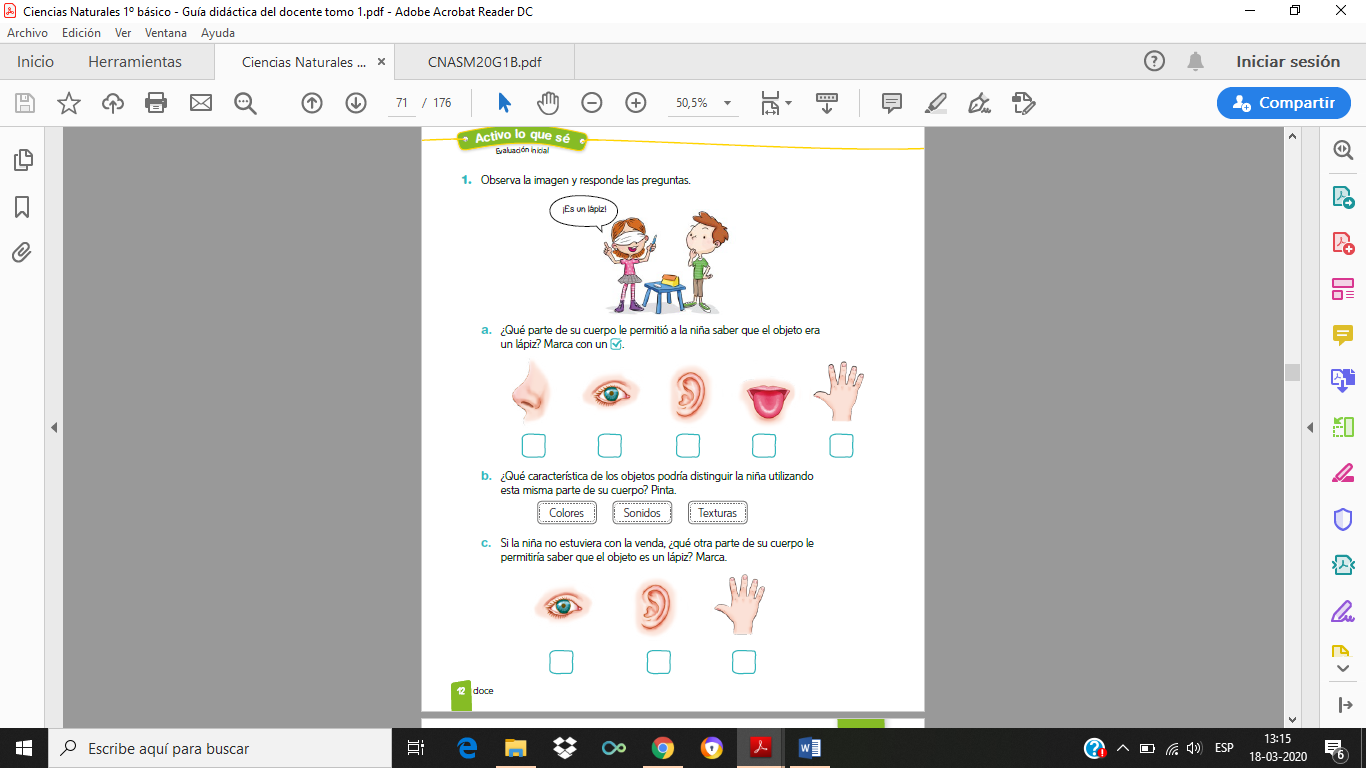 Ciencias Naturales 1º básico - Guía didáctica del docente tomo 1.pdf - Adobe Acrobat Reader DC
Archivo Edición Ver Ventana Ayuda
Inicio Herramientas Ciencias Naturales ... CNASM20G1B.pdf Iniciar sesión
71 / 176 50,5% Compartir
Activo lo que sé
Evaluación inicial
1. Observa la imagen y responde las preguntas.
¡Es un lápiz!
a. ¿Qué parte de su cuerpo le permitió a la niña saber que el objeto era
un lápiz? Marca con un ☑.
b. ¿Qué característica de los objetos podría distinguir la niña utilizando
esta misma parte de su cuerpo? Pinta.
Colores Sonidos Texturas
c. Si la niña no estuviera con la venda, ¿qué otra parte de su cuerpo le
permitiría saber que el objeto es un lápiz? Marca.
12 doce
Escribe aquí para buscar
ESP
13:15
18-03-2020
6